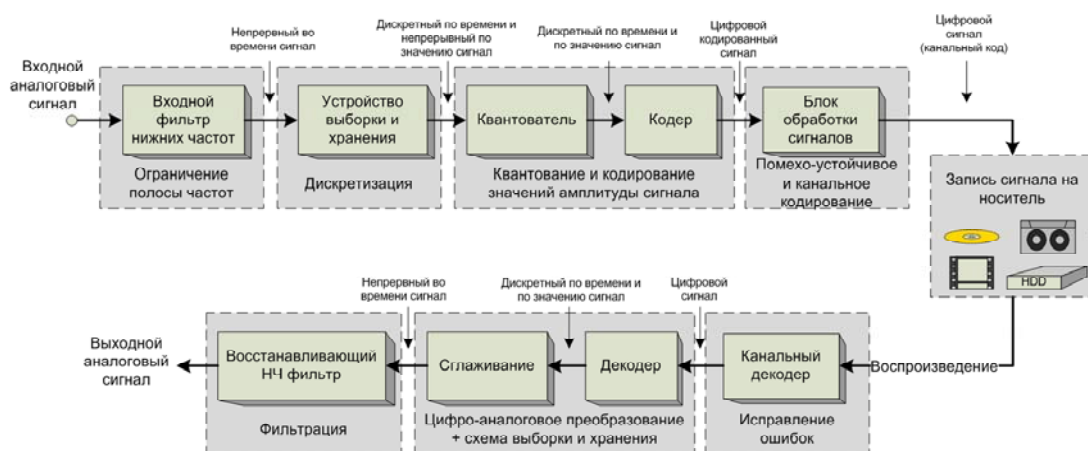 Непрервный во
времени сигнал
Дискретный по времени и
непрерывный по
значению сигнал
Дискретный по времени и
по значению сигнал
Цифровой
кодированный
сигнал
Цифровой
сигнал
(канальный код)
Входной
аналоговый
сигнал
Входной
фильтр
нижних частот
Ограничение
полосы частот
Устройство
выборки и
хранения
Дискретизация
Квантователь
Кодер
Квантование и кодирование
значений амплитуды сигнала
Блок
обработки
сигналов
Помехо-устойчивое
и канальное
кодирование
Запись сигнала на
носитель
HDD
Воспроизведение
Непрервный во
времени сигнал
Дискретный по времени и
по значению сигнал
Цифровой
сигнал
Выходной
аналоговый
сигнал
Восстанавливающий
НЧ фильтр
Фильтрация
Сглаживание
Декодер
Цифро-аналоговое преобразование
+ схема выборки и хранения
Канальный
декодер
Исправление
ошибок